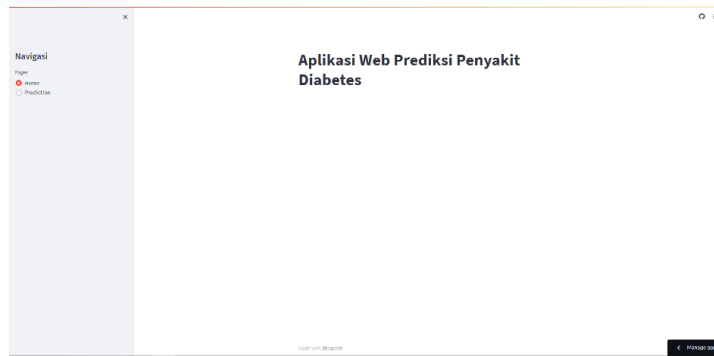 ×
Navigasi
Pages
Home
Prediction
Aplikasi Web Prediksi Penyakit
Diabetes
Made with Streamlit
< Manage app